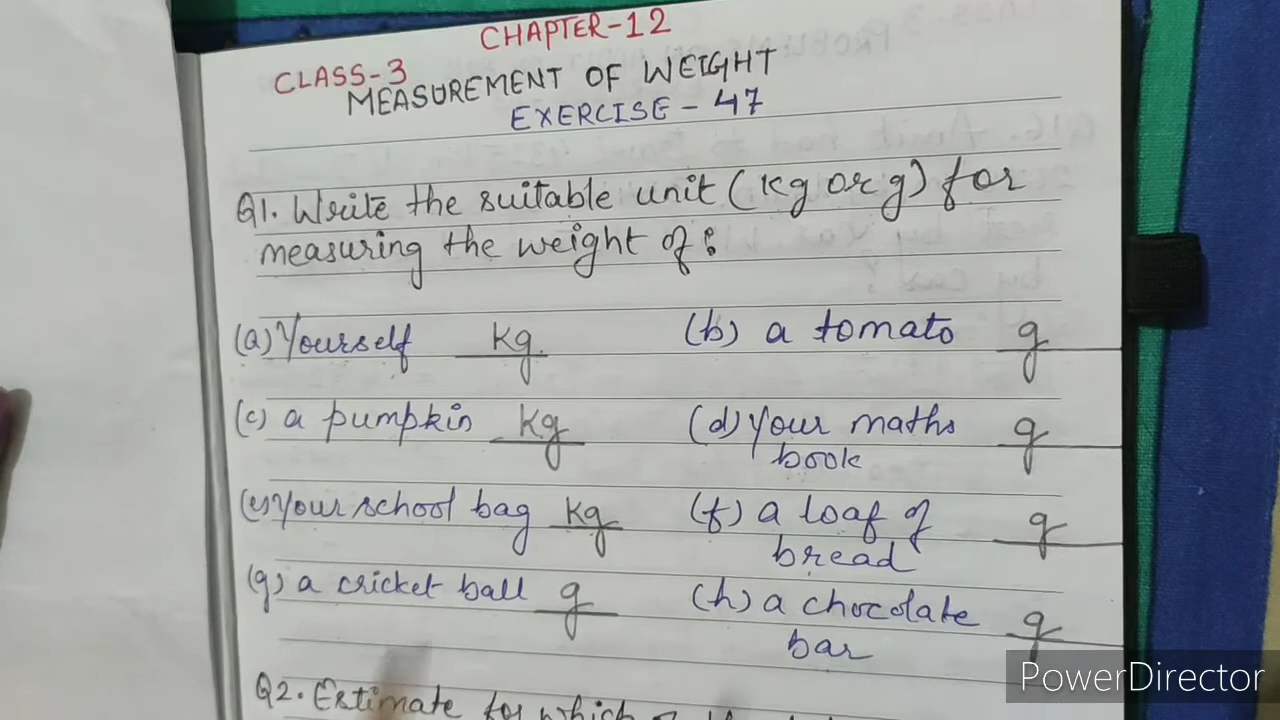 CHAPTER-12
CLASS-3
MEASUREMENT OF WEIGHT
EXERCISE - 47
Q1. Write the suitable unit (kg or g) for
measuring the weight of :
(a) Yourself kg. (b) a tomato g
(c) a pumpkin kg (d) Your maths g
book
(e) Your school bag kg (f) a loaf of g
bread
(g) a cricket ball g (h) a chocolate g
bar
Q2. Estimate for which
PowerDirector